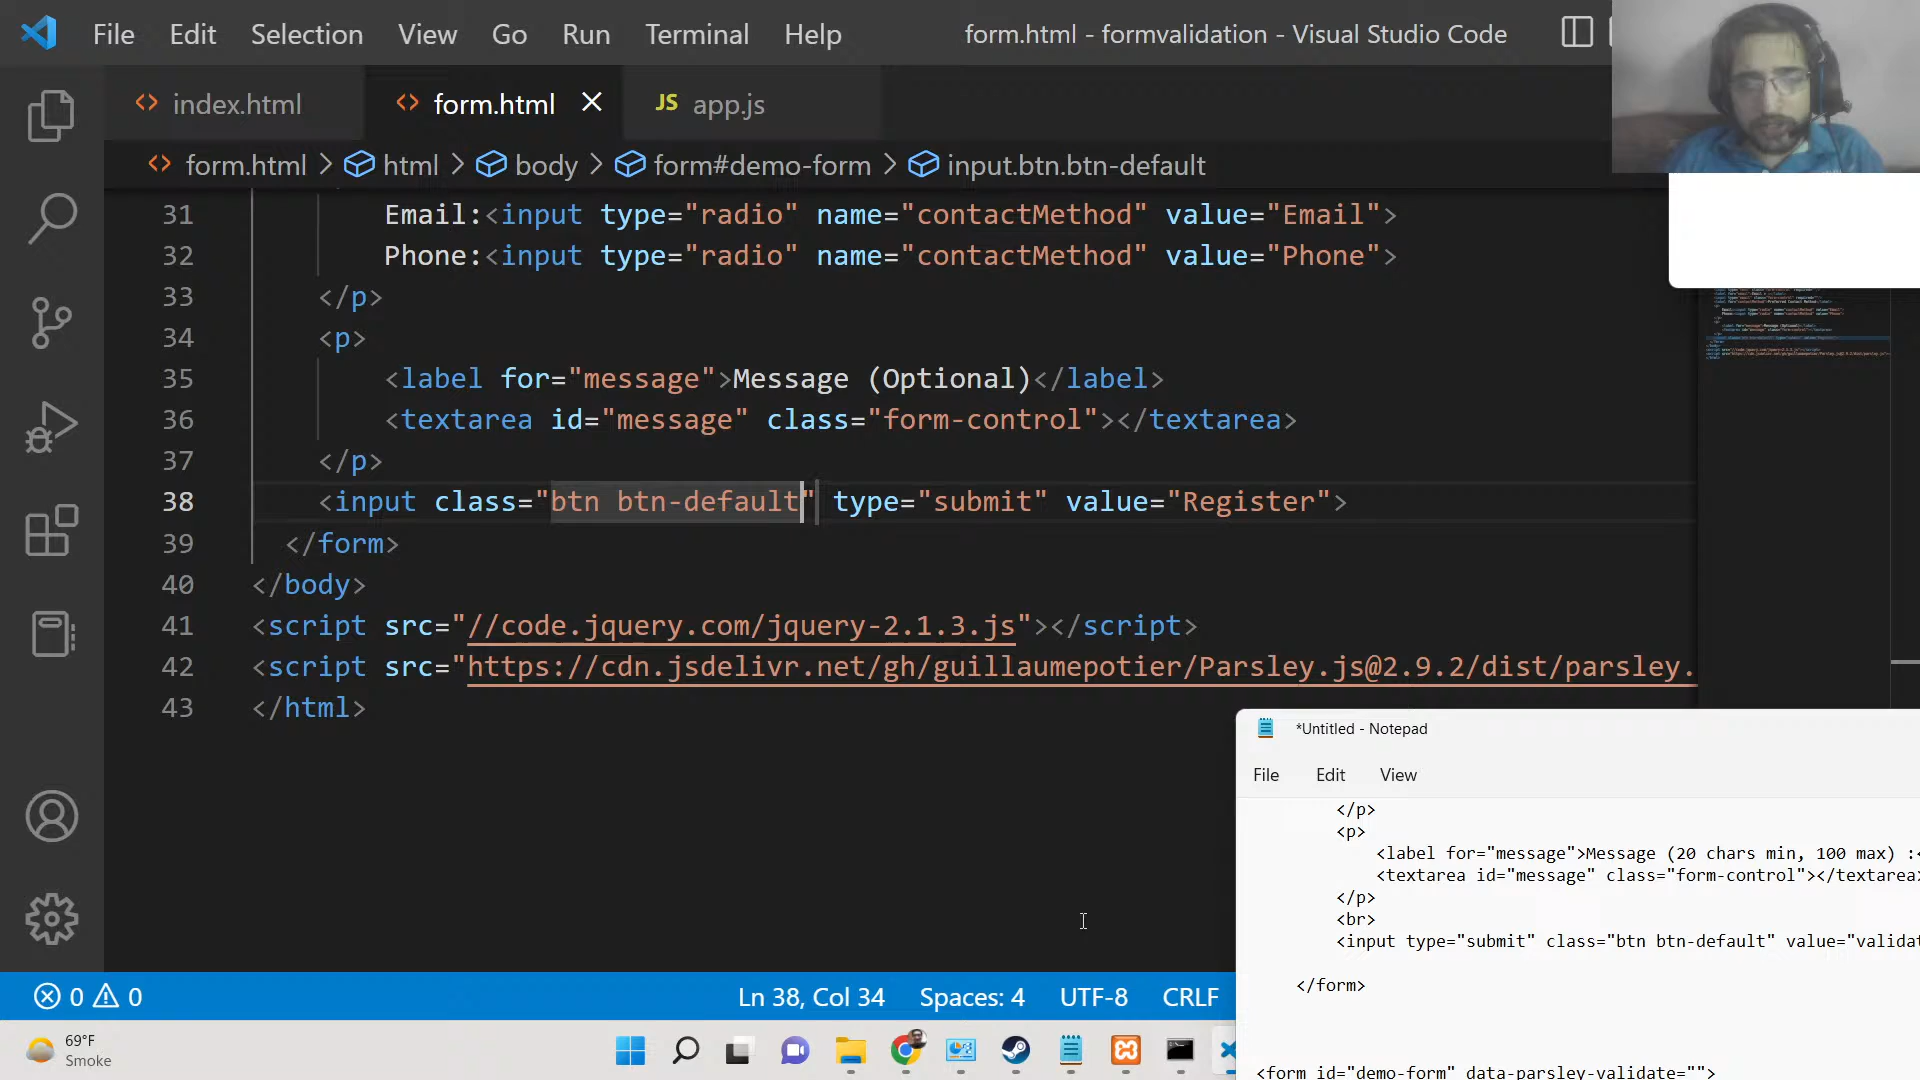 File Edit Selection View Go Run Terminal Help form.html - formvalidation - Visual Studio Code
index.html form.html JS app.js
form.html > html > body > form#demo-form > input.btn.btn-default
31 Email:<input type="radio" name="contactMethod" value="Email">
32 Phone:<input type="radio" name="contactMethod" value="Phone">
33 </p>
34 <p>
35 <label for="message">Message (Optional)</label>
36 <textarea id="message" class="form-control"></textarea>
37 </p>
38 <input class="btn btn-default" type="submit" value="Register">
39 </form>
40 </body>
41 <script src="//code.jquery.com/jquery-2.1.3.js"></script>
42 <script src="https://cdn.jsdelivr.net/gh/guillaumepotier/Parsley.js@2.9.2/dist/parsley.
43 </html>
*Untitled - Notepad
File Edit View
</p>
<p>
<label for="message">Message (20 chars min, 100 max) :<
<textarea id="message" class="form-control"></textarea>
</p>
<br>
<input type="submit" class="btn btn-default" value="validat
</form>
<form id="demo-form" data-parsley-validate="">
0 0 Ln 38, Col 34 Spaces: 4 UTF-8 CRLF
69°F
Smoke